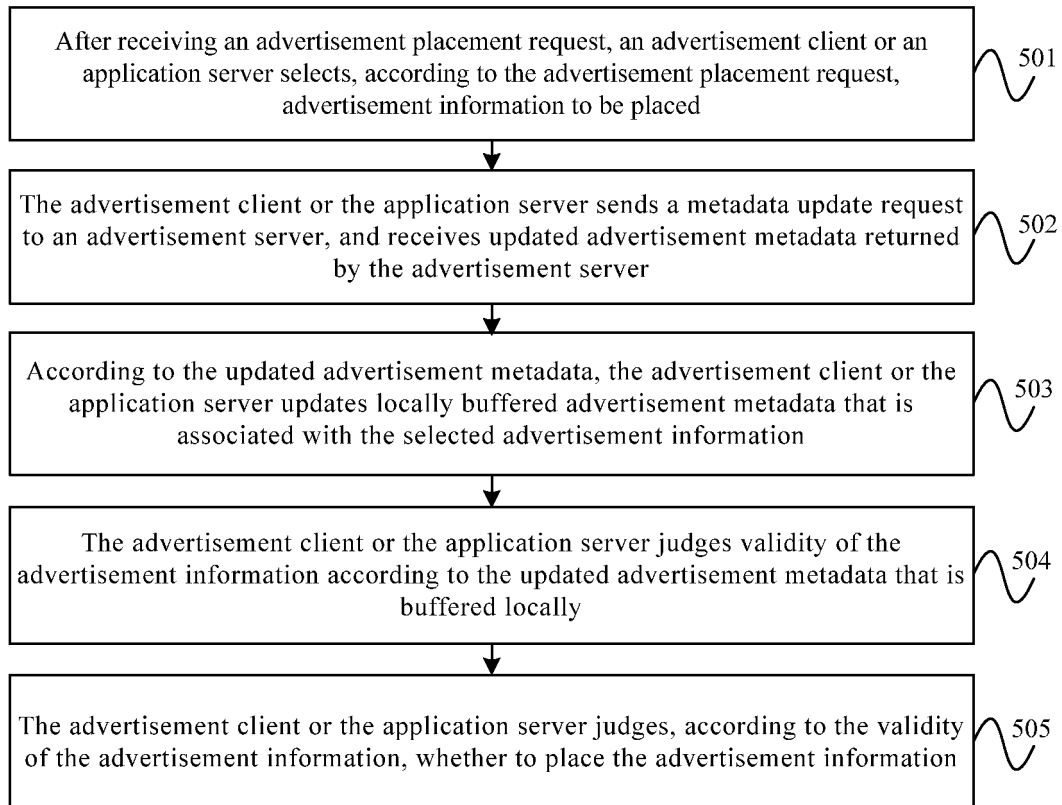 After receiving an advertisement placement request, an advertisement client or an
application server selects, according to the advertisement placement request,
advertisement information to be placed
501
The advertisement client or the application server sends a metadata update request
to an advertisement server, and receives updated advertisement metadata returned
by the advertisement server
502
According to the updated advertisement metadata, the advertisement client or the
application server updates locally buffered advertisement metadata that is
associated with the selected advertisement information
503
The advertisement client or the application server judges validity of the
advertisement information according to the updated advertisement metadata that is
buffered locally
504
The advertisement client or the application server judges, according to the validity
of the advertisement information, whether to place the advertisement information
505